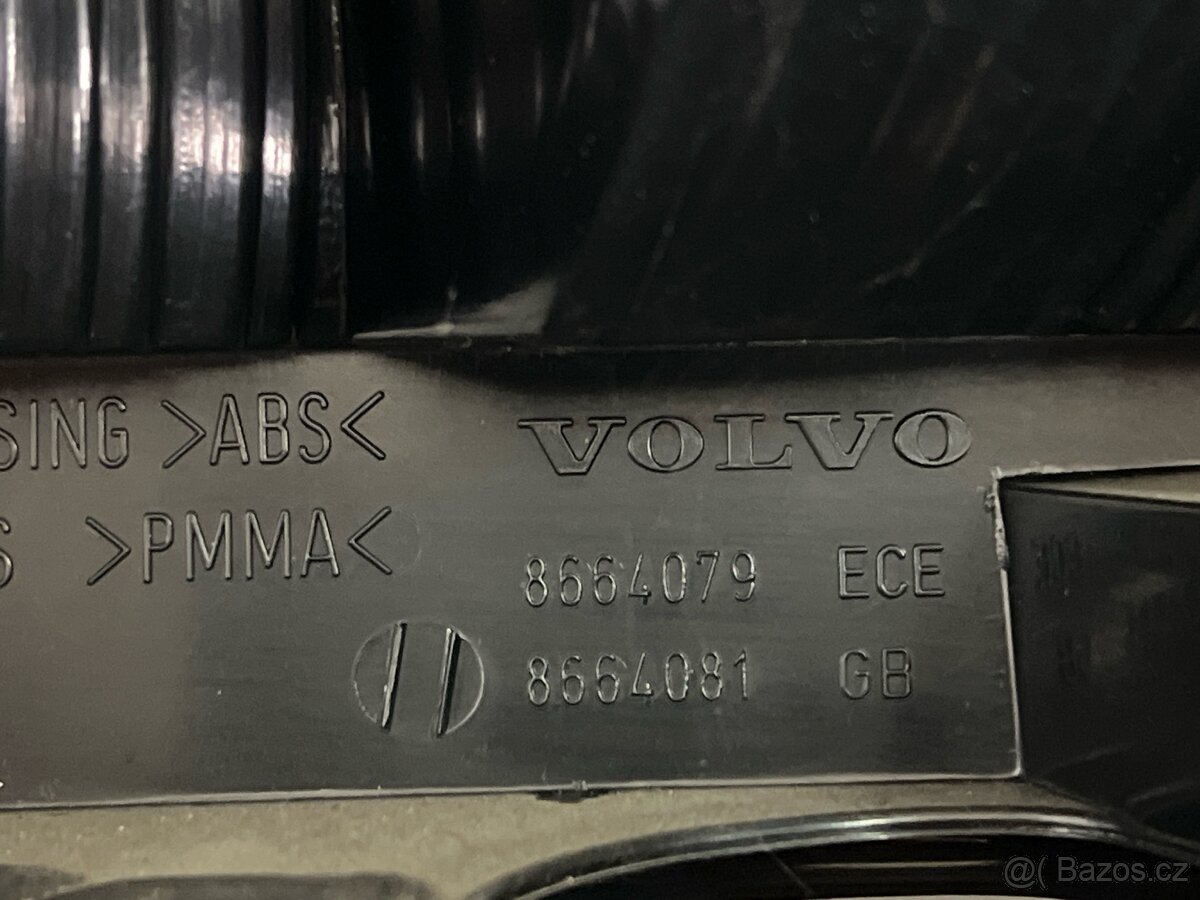 SING >ABS<
VOLVO
S >PMMA<
8664079 ECE
8664081 GB
@( Bazos.cz